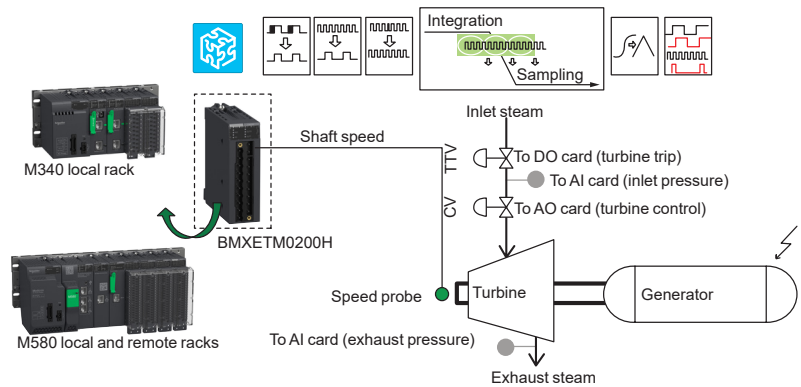 Integration
Sampling
Inlet steam
Shaft speed
TTV
To DO card (turbine trip)
M340 local rack
To AI card (inlet pressure)
CV
To AO card (turbine control)
BMXETM0200H
Speed probe
Turbine
Generator
M580 local and remote racks
To AI card (exhaust pressure)
Exhaust steam